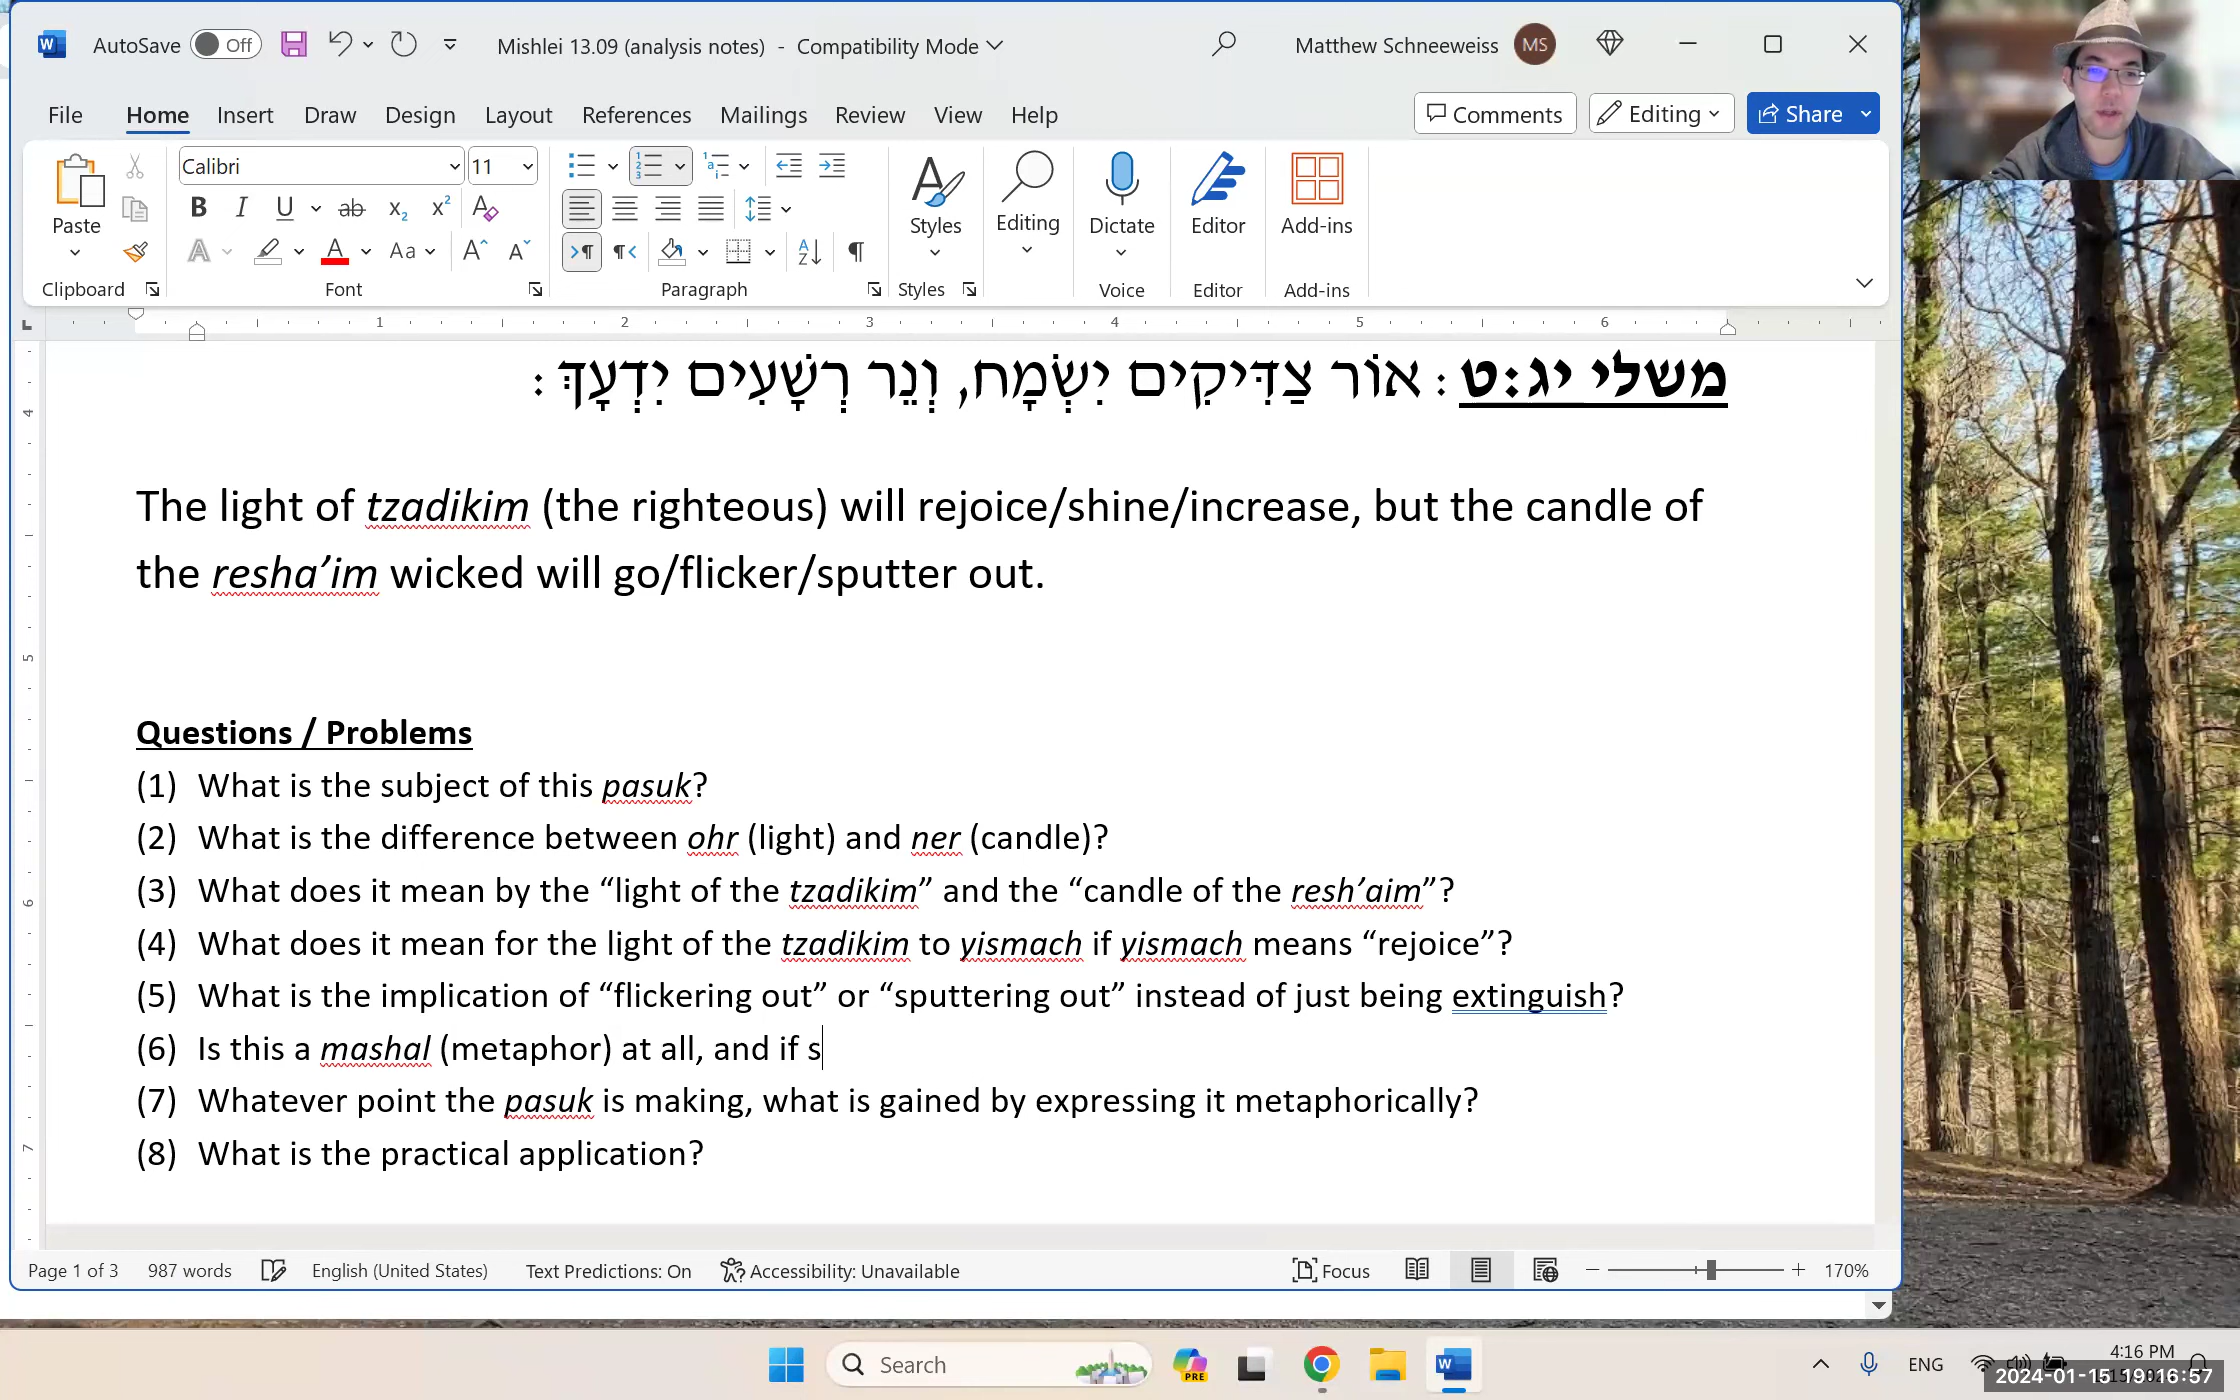 AutoSave Off Mishlei 13.09 (analysis notes) - Compatibility Mode Matthew Schneeweiss MS
File Home Insert Draw Design Layout References Mailings Review View Help Comments Editing Share
Paste Calibri 11 Styles Editing Dictate Editor Add-ins
Clipboard Font Paragraph Styles Voice Editor Add-ins
1 2 3 4 5 6
משלי יג:ט: אוֹר צַדִּיקִים יִשְׂמָח, וְנֵר רְשָׁעִים יִדְעָךְ:
The light of tzadikim (the righteous) will rejoice/shine/increase, but the candle of
the resha’im wicked will go/flicker/sputter out.
Questions / Problems
(1) What is the subject of this pasuk?
(2) What is the difference between ohr (light) and ner (candle)?
(3) What does it mean by the “light of the tzadikim” and the “candle of the resh’aim”?
(4) What does it mean for the light of the tzadikim to yismach if yismach means “rejoice”?
(5) What is the implication of “flickering out” or “sputtering out” instead of just being extinguish?
(6) Is this a mashal (metaphor) at all, and if s
(7) Whatever point the pasuk is making, what is gained by expressing it metaphorically?
(8) What is the practical application?
Page 1 of 3 987 words English (United States) Text Predictions: On Accessibility: Unavailable Focus 170%
Search PRE ENG 4:16 PM
2024-01-15 19:16:57